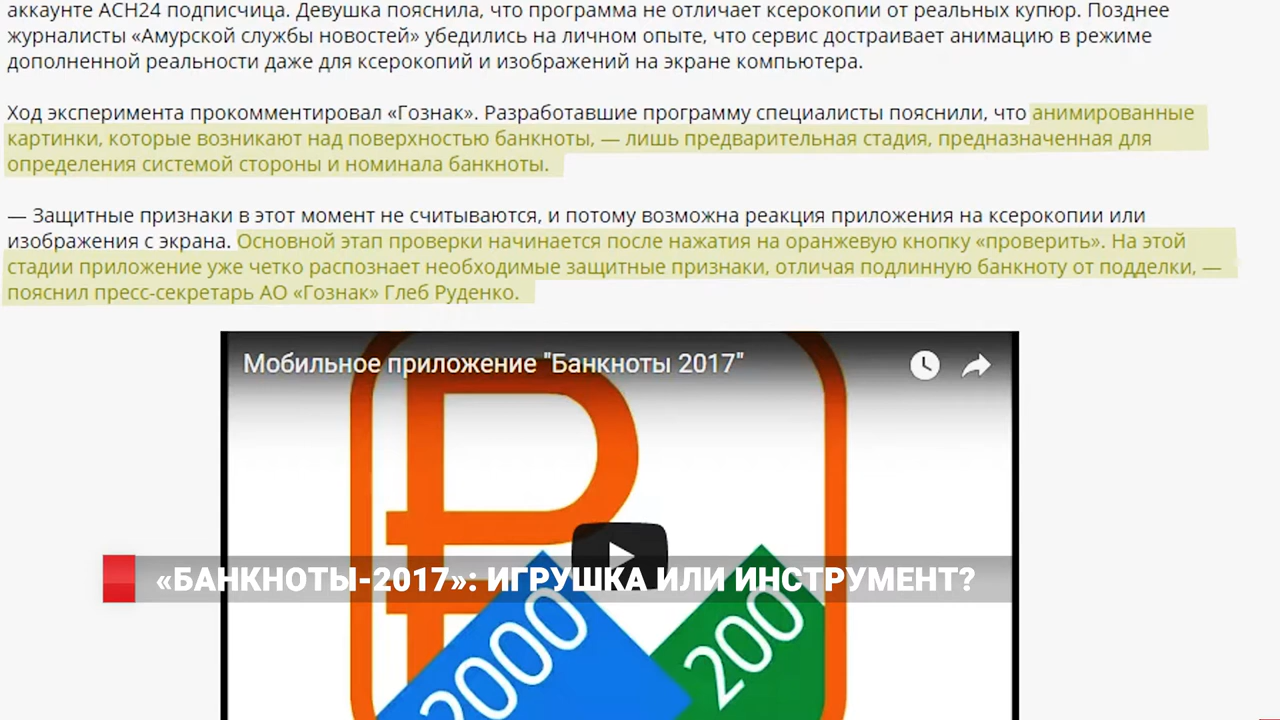 аккаунте АСН24 подписчица. Девушка пояснила, что программа не отличает ксерокопии от реальных купюр. Позднее
журналисты «Амурской службы новостей» убедились на личном опыте, что сервис достраивает анимацию в режиме
дополненной реальности даже для ксерокопий и изображений на экране компьютера.
Ход эксперимента прокомментировал «Гознак». Разработавшие программу специалисты пояснили, что анимированные
картинки, которые возникают над поверхностью банкноты, — лишь предварительная стадия, предназначенная для
определения системой стороны и номинала банкноты.
— Защитные признаки в этот момент не считываются, и потому возможна реакция приложения на ксерокопии или
изображения с экрана. Основной этап проверки начинается после нажатия на оранжевую кнопку «проверить». На этой
стадии приложение уже четко распознает необходимые защитные признаки, отличая подлинную банкноту от подделки, —
пояснил пресс-секретарь АО «Гознак» Глеб Руденко.
Мобильное приложение "Банкноты 2017"
«БАНКНОТЫ-2017»: ИГРУШКА ИЛИ ИНСТРУМЕНТ?
2000
200